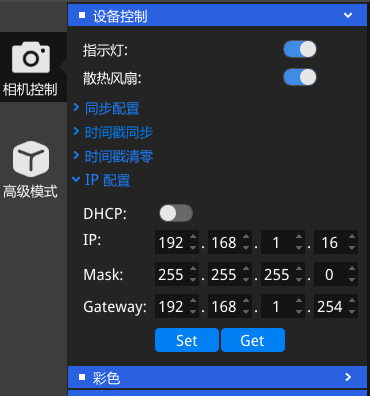 设备控制
相机控制
高级模式
指示灯:
散热风扇:
同步配置
时间戳同步
时间戳清零
IP 配置
DHCP:
IP: 192 . 168 . 1 . 16
Mask: 255 . 255 . 255 . 0
Gateway: 192 . 168 . 1 . 254
Set Get
彩色